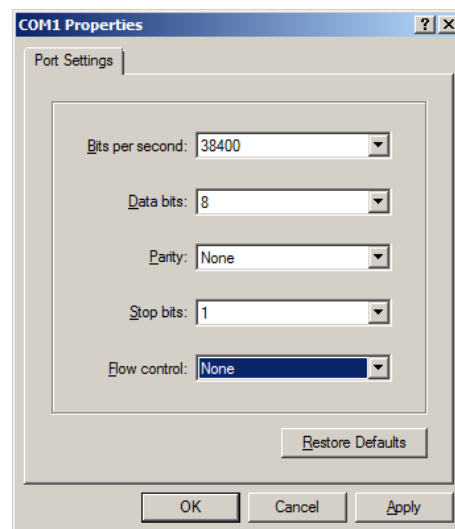 COM1 Properties
Port Settings
Bits per second: 38400
Data bits: 8
Parity: None
Stop bits: 1
Flow control: None
Restore Defaults
OK Cancel Apply